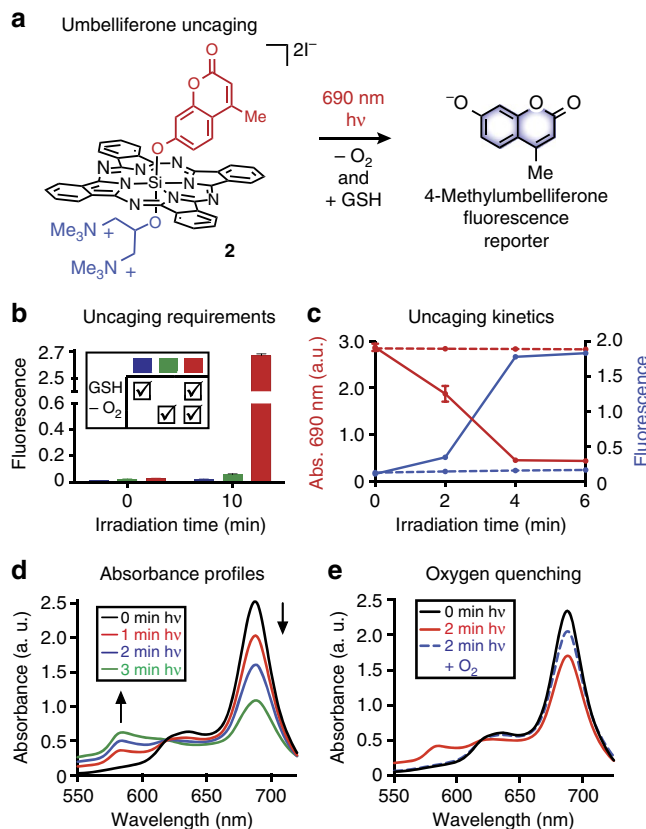 a
Umbelliferone uncaging
2I–
O
O
Me
O
N N N
N Si N
N N N
O
Me3N +
Me3N +
2
690 nm
hν
– O2
and
+ GSH
–O O O
Me
4-Methylumbelliferone
fluorescence
reporter
b Uncaging requirements
Fluorescence
2.7
2.5
0.6
0.2
0
GSH
– O2
0 10
Irradiation time (min)
c Uncaging kinetics
Abs. 690 nm (a.u.)
3.0
2.0
1.0
0.0
Fluorescence
2.0
1.5
1.0
0.5
0
0 2 4 6
Irradiation time (min)
d Absorbance profiles
Absorbance (a. u.)
2.5
2.0
1.5
1.0
0.5
0
0 min hν
1 min hν
2 min hν
3 min hν
550 600 650 700
Wavelength (nm)
e Oxygen quenching
Absorbance (a. u.)
2.5
2.0
1.5
1.0
0.5
0
0 min hν
2 min hν
2 min hν
+ O2
550 600 650 700
Wavelength (nm)